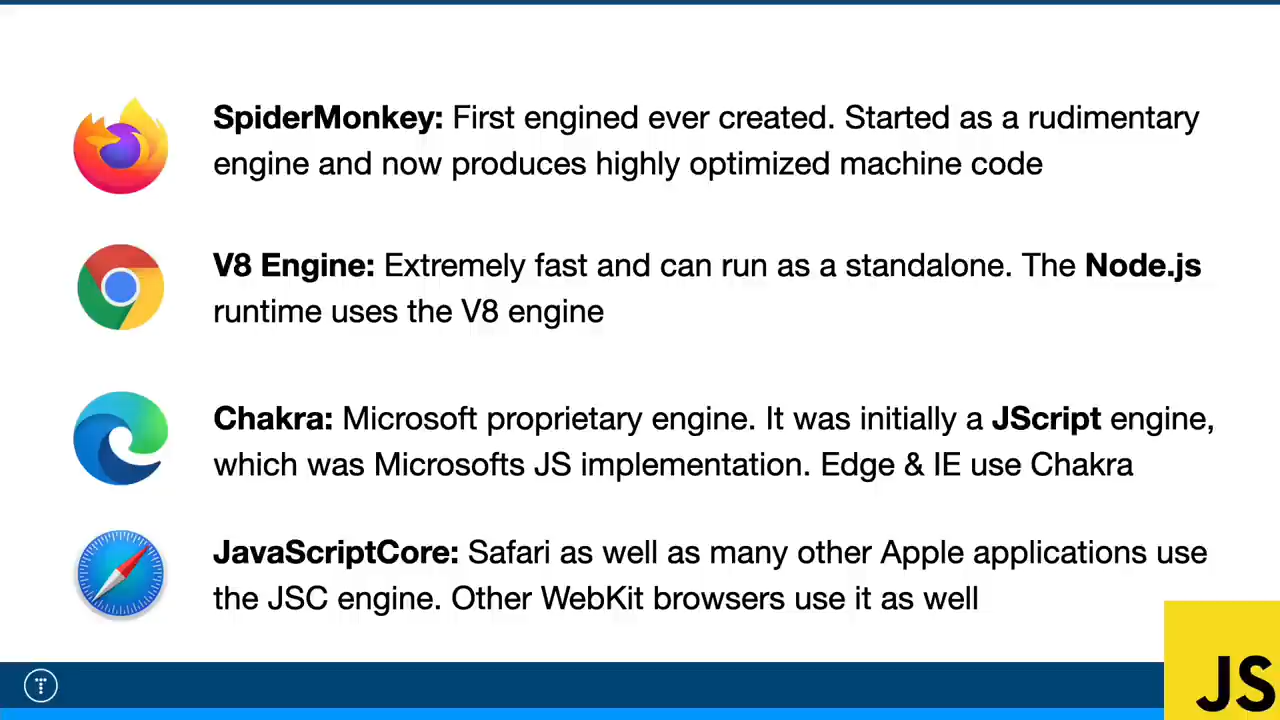 SpiderMonkey: First engined ever created. Started as a rudimentary
engine and now produces highly optimized machine code
V8 Engine: Extremely fast and can run as a standalone. The Node.js
runtime uses the V8 engine
Chakra: Microsoft proprietary engine. It was initially a JScript engine,
which was Microsofts JS implementation. Edge & IE use Chakra
JavaScriptCore: Safari as well as many other Apple applications use
the JSC engine. Other WebKit browsers use it as well
JS